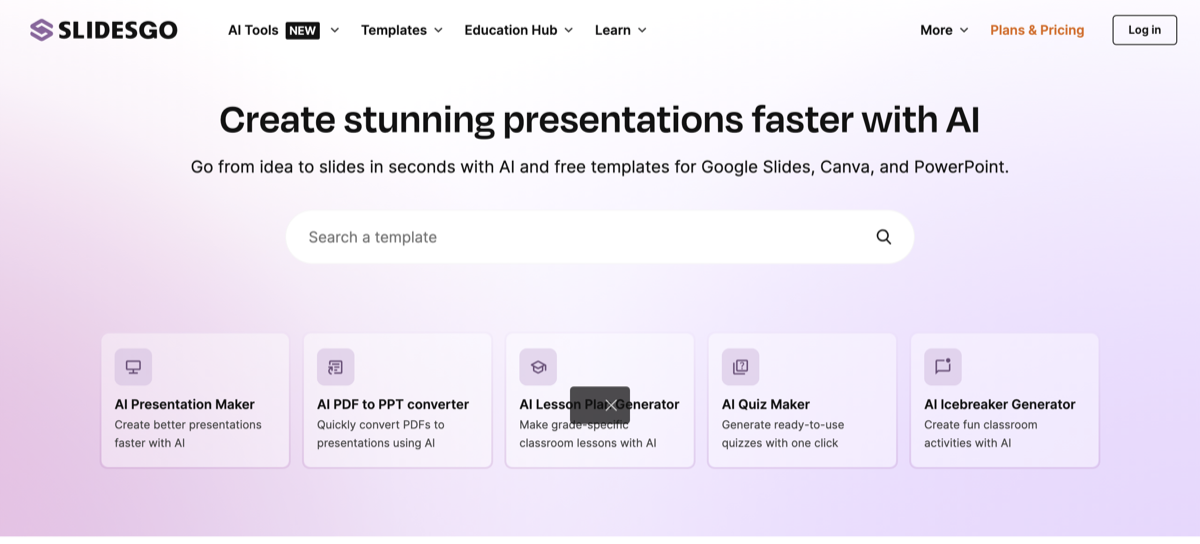 SLIDESGO
AI Tools NEW Templates Education Hub Learn More Plans & Pricing Log in
Create stunning presentations faster with AI
Go from idea to slides in seconds with AI and free templates for Google Slides, Canva, and PowerPoint.
Search a template
AI Presentation Maker
Create better presentations
faster with AI
AI PDF to PPT converter
Quickly convert PDFs to
presentations using AI
AI Lesson Plan Generator
Make grade-specific
classroom lessons with AI
AI Quiz Maker
Generate ready-to-use
quizzes with one click
AI Icebreaker Generator
Create fun classroom
activities with AI